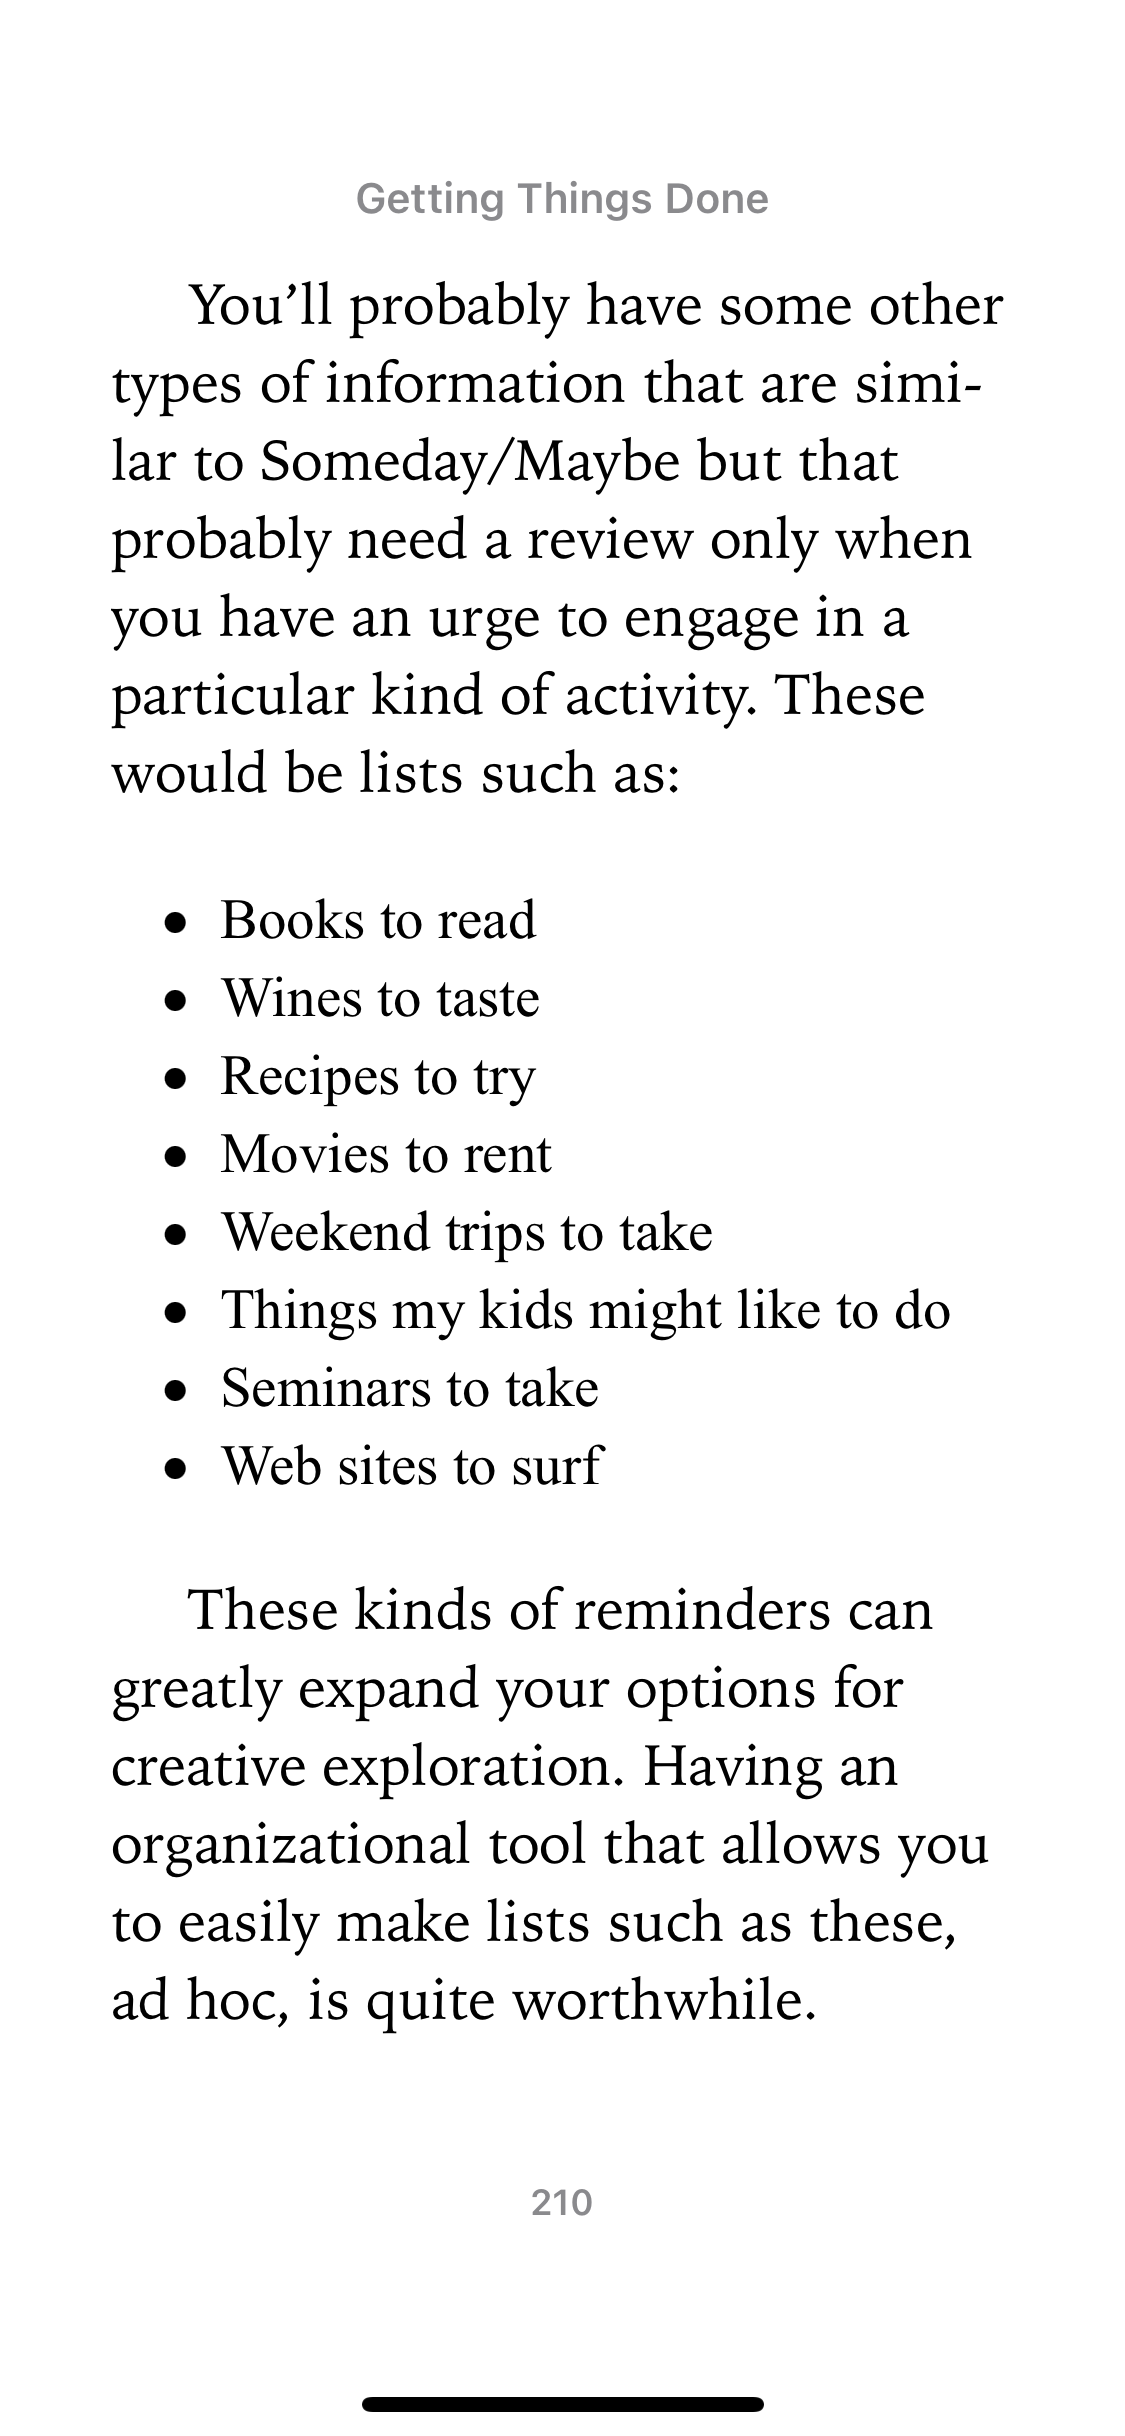 Getting Things Done
You’ll probably have some other
types of information that are simi-
lar to Someday/Maybe but that
probably need a review only when
you have an urge to engage in a
particular kind of activity. These
would be lists such as:
● Books to read
● Wines to taste
● Recipes to try
● Movies to rent
● Weekend trips to take
● Things my kids might like to do
● Seminars to take
● Web sites to surf
These kinds of reminders can
greatly expand your options for
creative exploration. Having an
organizational tool that allows you
to easily make lists such as these,
ad hoc, is quite worthwhile.
210